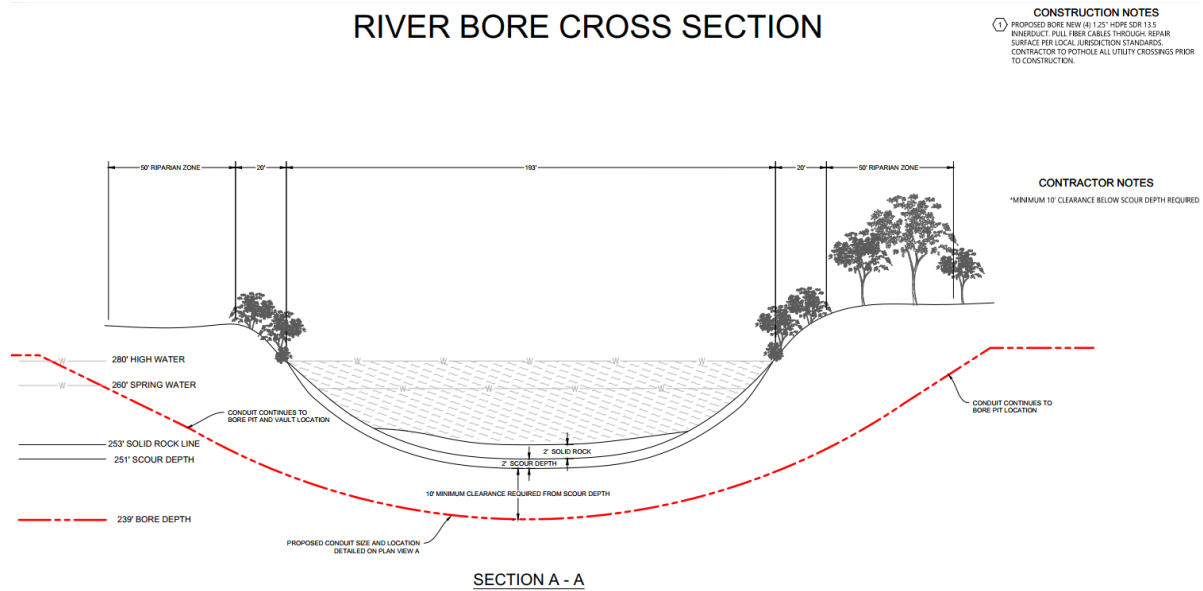 RIVER BORE CROSS SECTION
CONSTRUCTION NOTES
1 PROPOSED BORE NEW (4) 1.25" HDPE SDR 13.5
INNERDUCT. PULL FIBER CABLES THROUGH. REPAIR
SURFACE PER LOCAL JURISDICTION STANDARDS.
CONTRACTOR TO POTHOLE ALL UTILITY CROSSINGS PRIOR
TO CONSTRUCTION.
50' RIPARIAN ZONE
20'
193'
20'
50' RIPARIAN ZONE
CONTRACTOR NOTES
*MINIMUM 10' CLEARANCE BELOW SCOUR DEPTH REQUIRED.
W 280' HIGH WATER
W W W W W
W 260' SPRING WATER
W W W W
CONDUIT CONTINUES TO
BORE PIT AND VAULT LOCATION
CONDUIT CONTINUES TO
BORE PIT LOCATION
253' SOLID ROCK LINE
251' SCOUR DEPTH
2' SOLID ROCK
2' SCOUR DEPTH
10' MINIMUM CLEARANCE REQUIRED FROM SCOUR DEPTH
239' BORE DEPTH
PROPOSED CONDUIT SIZE AND LOCATION
DETAILED ON PLAN VIEW A
SECTION A - A